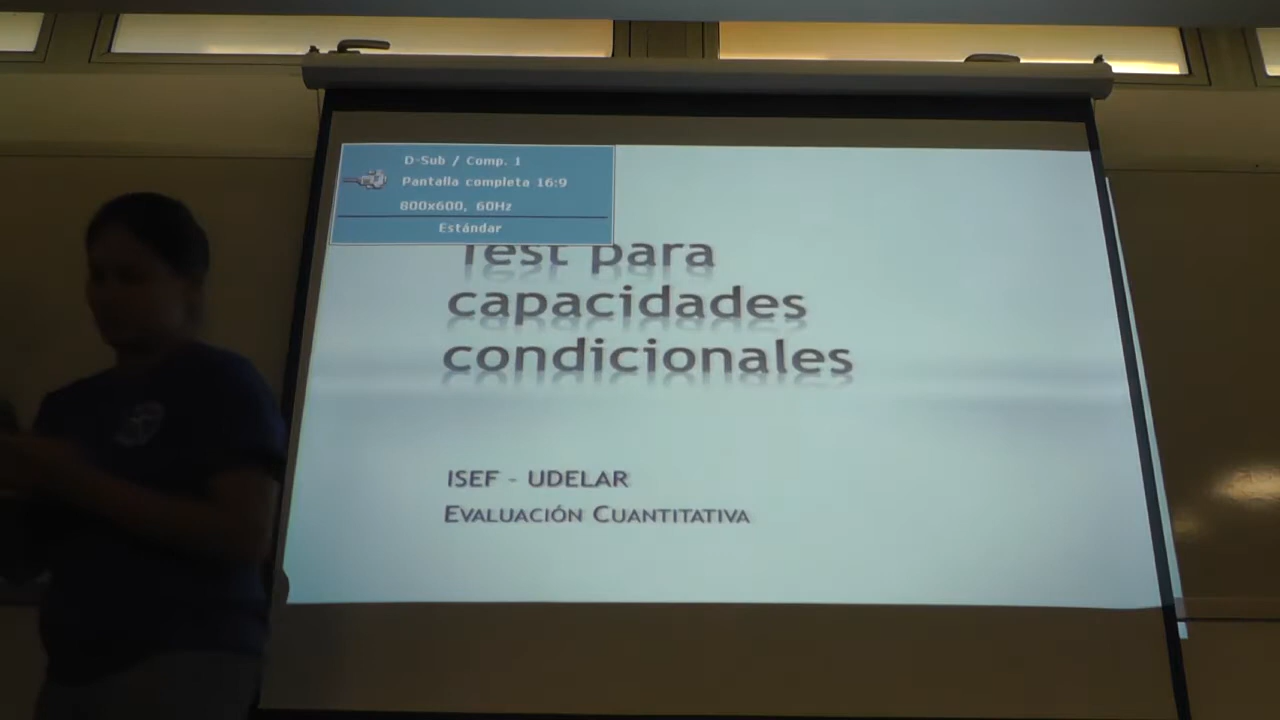 D-Sub / Comp. 1
Pantalla completa 16:9
800x600, 60Hz
Estándar
Test para
capacidades
condicionales
ISEF - UDELAR
EVALUACIÓN CUANTITATIVA